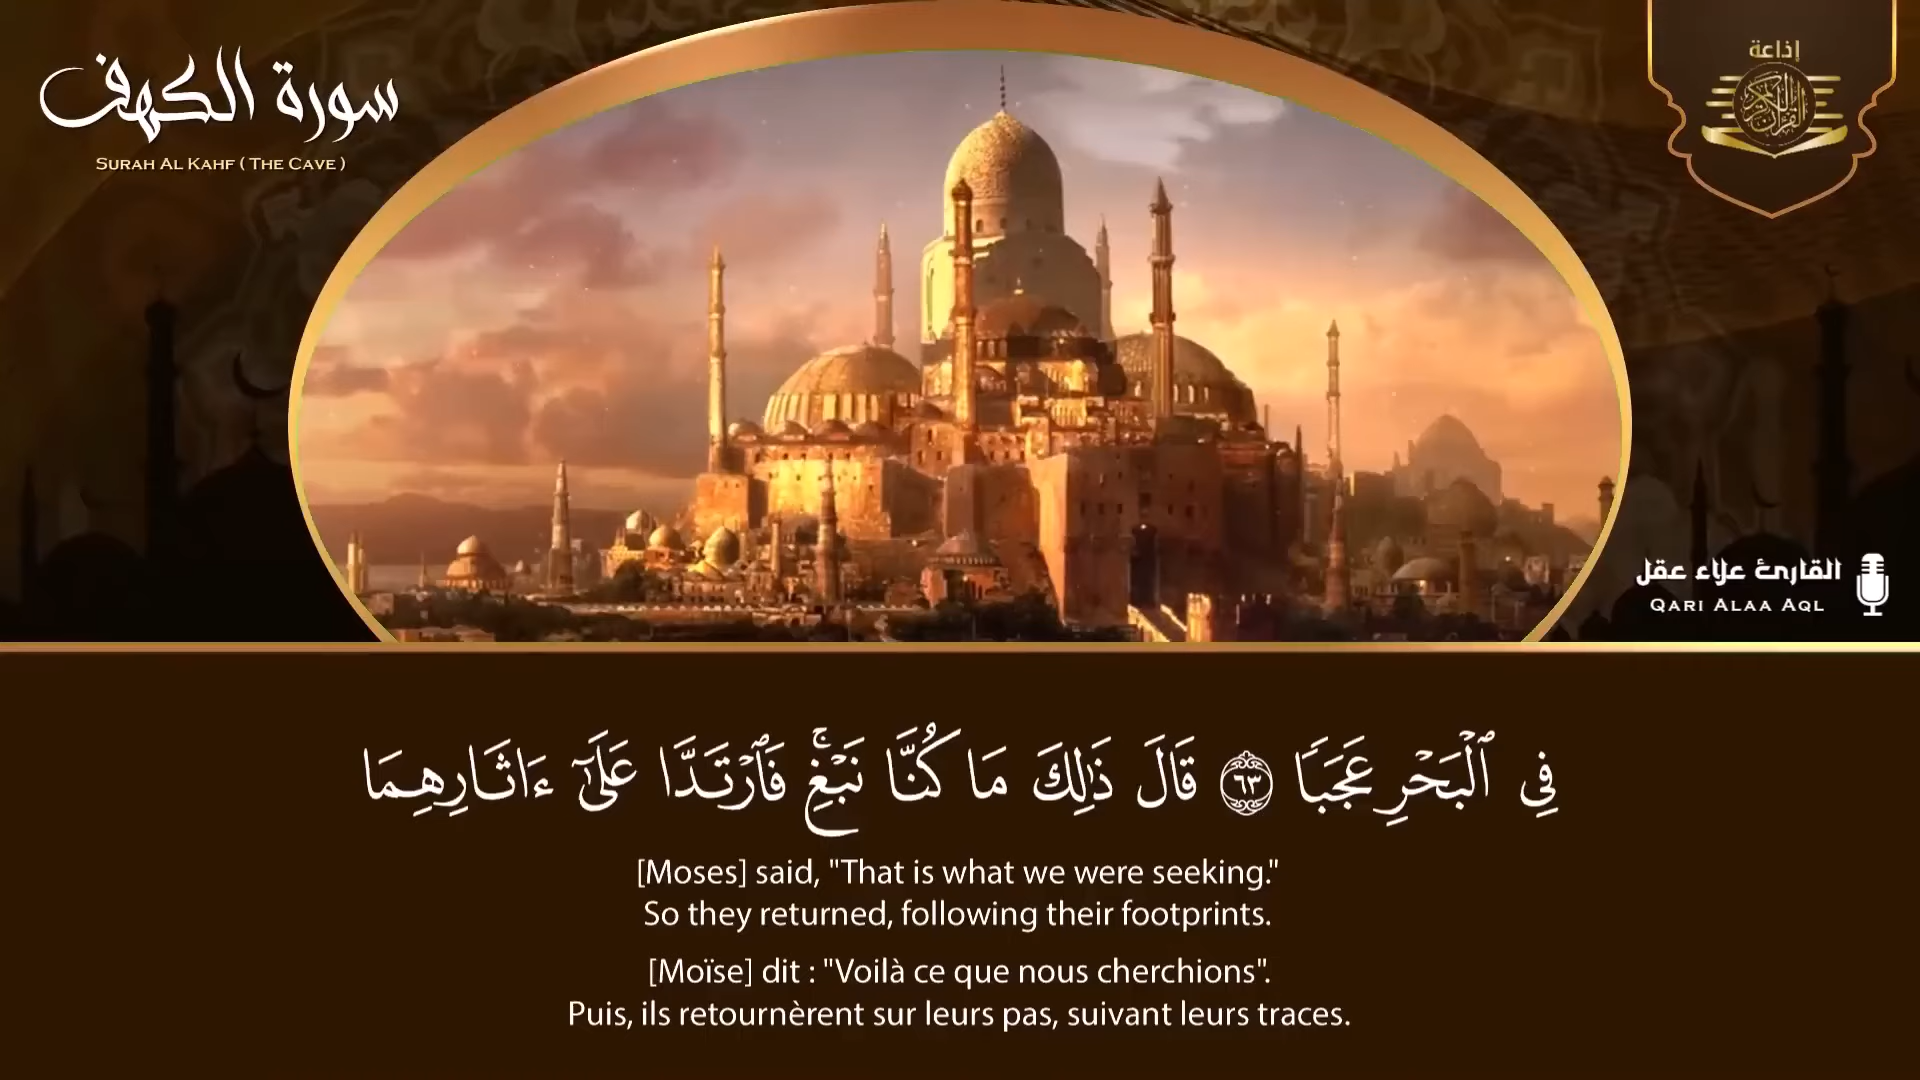 سورة الكهف
SURAH AL KAHF ( THE CAVE )
إذاعة
القرآن الكريم
القارئ علاء عقل
QARI ALAA AQL
فِى ٱلْبَحْرِ عَجَبًا ٦٣ قَالَ ذَٰلِكَ مَا كُنَّا نَبْغِ ۚ فَٱرْتَدَّا عَلَىٰٓ ءَاثَارِهِمَا
[Moses] said, "That is what we were seeking."
So they returned, following their footprints.
[Moïse] dit : "Voilà ce que nous cherchions".
Puis, ils retournèrent sur leurs pas, suivant leurs traces.